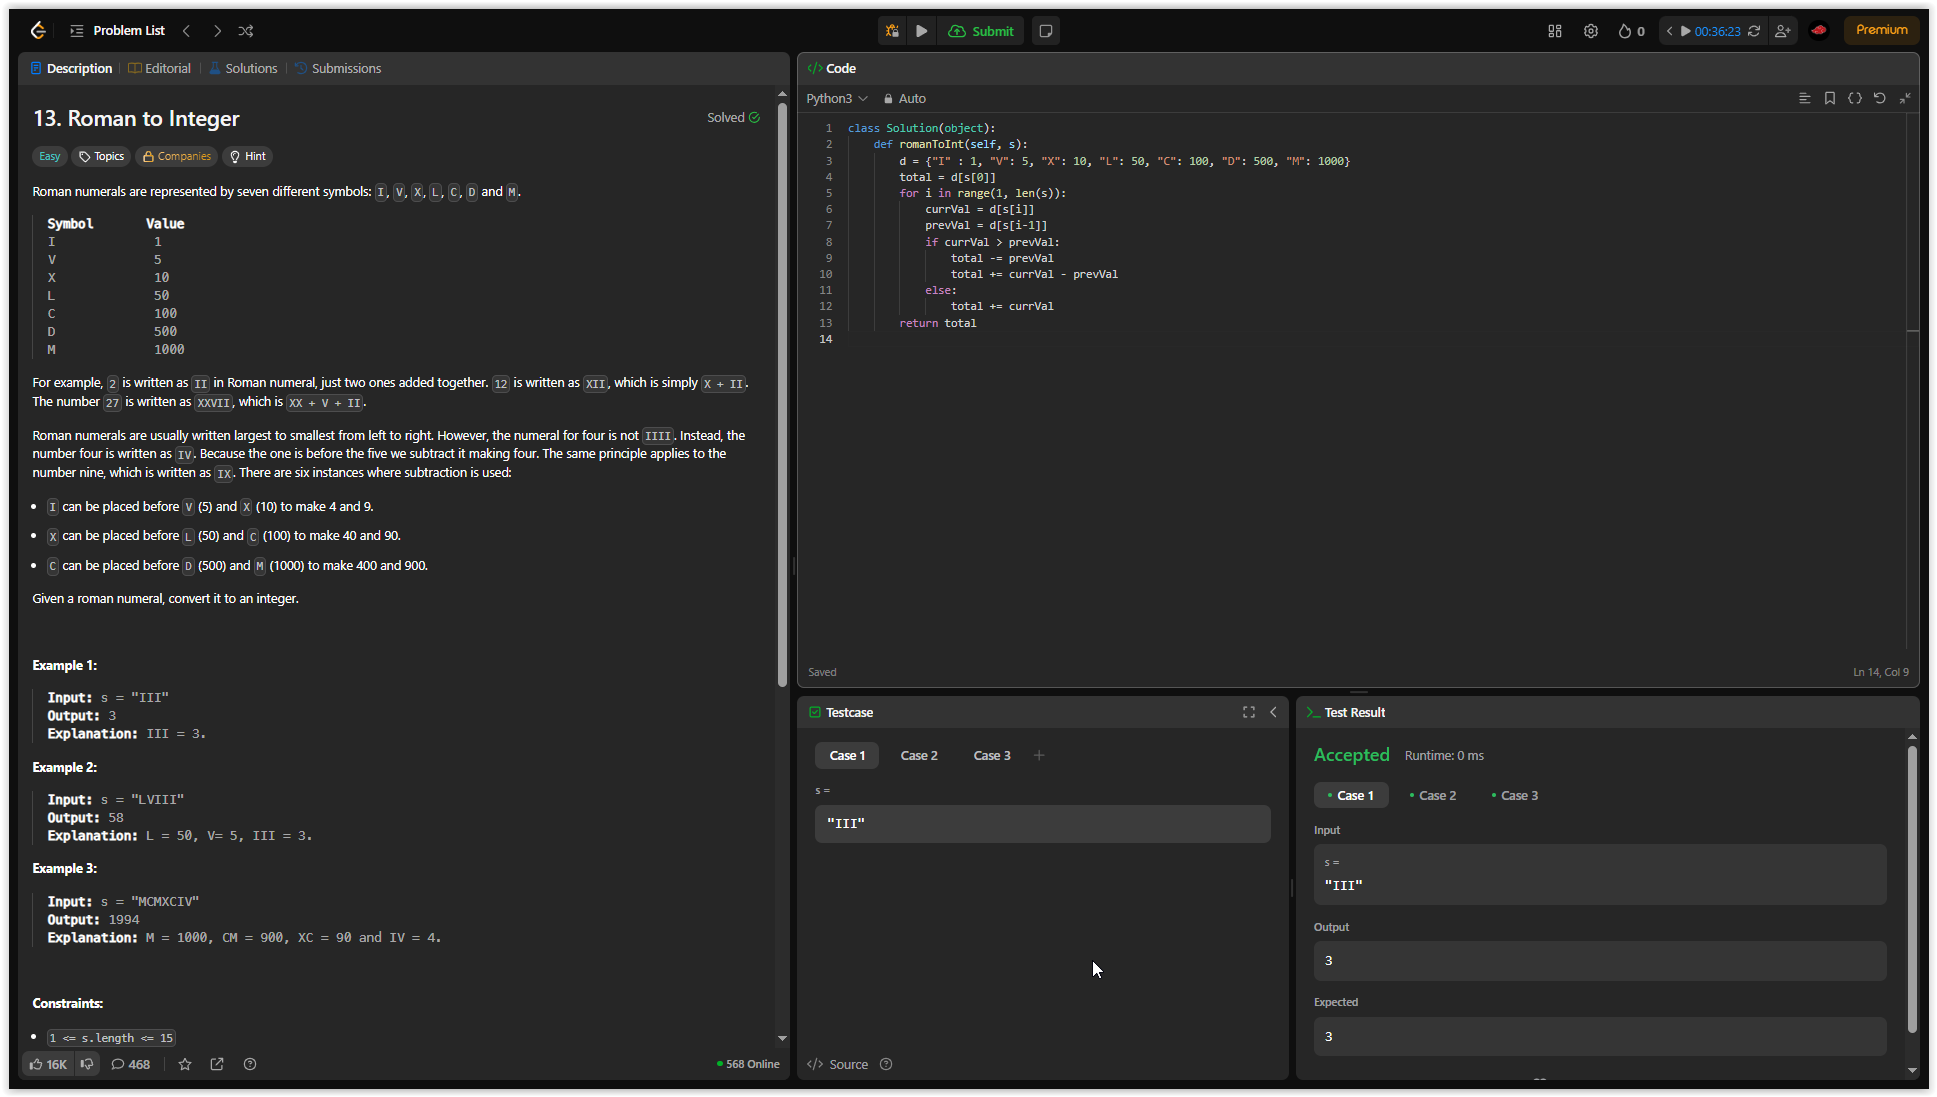 Problem List
Submit
0
00:36:23
Premium
Description
Editorial
Solutions
Submissions
13. Roman to Integer
Solved
Easy
Topics
Companies
Hint
Roman numerals are represented by seven different symbols: I, V, X, L, C, D and M.
Symbol Value
I 1
V 5
X 10
L 50
C 100
D 500
M 1000
For example, 2 is written as II in Roman numeral, just two ones added together. 12 is written as XII, which is simply X + II.
The number 27 is written as XXVII, which is XX + V + II.
Roman numerals are usually written largest to smallest from left to right. However, the numeral for four is not IIII. Instead, the
number four is written as IV. Because the one is before the five we subtract it making four. The same principle applies to the
number nine, which is written as IX. There are six instances where subtraction is used:
• I can be placed before V (5) and X (10) to make 4 and 9.
• X can be placed before L (50) and C (100) to make 40 and 90.
• C can be placed before D (500) and M (1000) to make 400 and 900.
Given a roman numeral, convert it to an integer.
Example 1:
Input: s = "III"
Output: 3
Explanation: III = 3.
Example 2:
Input: s = "LVIII"
Output: 58
Explanation: L = 50, V= 5, III = 3.
Example 3:
Input: s = "MCMXCIV"
Output: 1994
Explanation: M = 1000, CM = 900, XC = 90 and IV = 4.
Constraints:
• 1 <= s.length <= 15
16K
468
568 Online
</> Code
Python3
Auto
1 class Solution(object):
2     def romanToInt(self, s):
3         d = {"I" : 1, "V": 5, "X": 10, "L": 50, "C": 100, "D": 500, "M": 1000}
4         total = d[s[0]]
5         for i in range(1, len(s)):
6             currVal = d[s[i]]
7             prevVal = d[s[i-1]]
8             if currVal > prevVal:
9                 total -= prevVal
10                 total += currVal - prevVal
11             else:
12                 total += currVal
13         return total
14
Saved
Ln 14, Col 9
Testcase
Case 1
Case 2
Case 3
+
s =
"III"
</> Source
>_ Test Result
Accepted
Runtime: 0 ms
• Case 1
• Case 2
• Case 3
Input
s =
"III"
Output
3
Expected
3